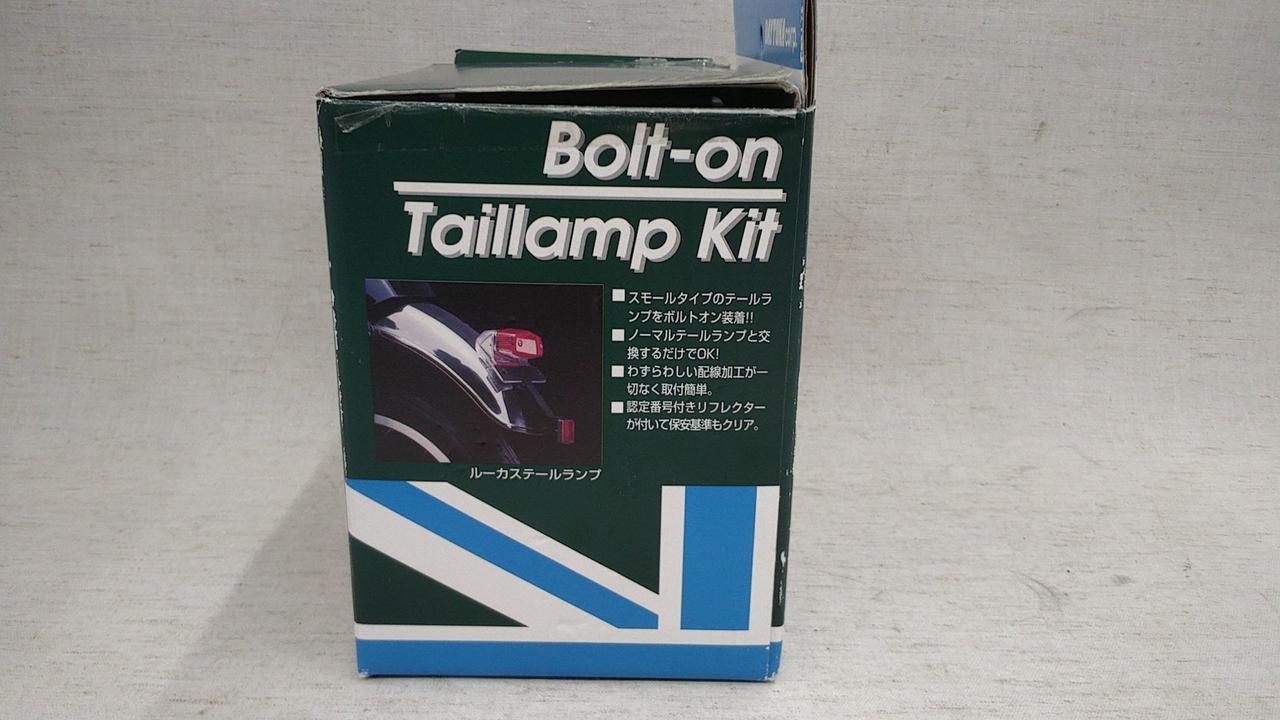 DAYTONA corp.
Bolt-on
Taillamp Kit
■スモールタイプのテールラ
ンプをボルトオン装着!!
■ノーマルテールランプと交
換するだけでOK!
■わずらわしい配線加工が一
切なく取付簡単。
■認定番号付きリフレクター
が付いて保安基準もクリア。
ルーカステールランプ